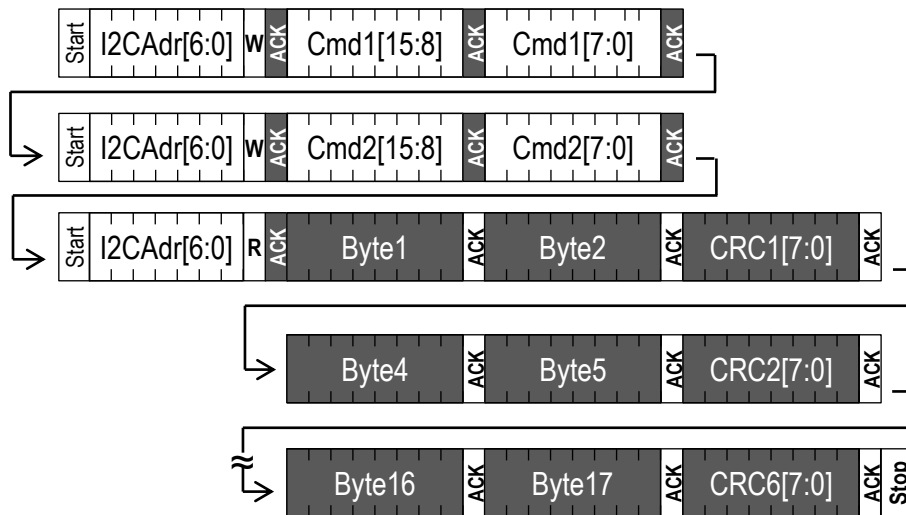 Start I2CAdr[6:0] W ACK Cmd1[15:8] ACK Cmd1[7:0] ACK
Start I2CAdr[6:0] W ACK Cmd2[15:8] ACK Cmd2[7:0] ACK
Start I2CAdr[6:0] R ACK Byte1 ACK Byte2 ACK CRC1[7:0] ACK
Byte4 ACK Byte5 ACK CRC2[7:0] ACK
Byte16 ACK Byte17 ACK CRC6[7:0] ACK Stop